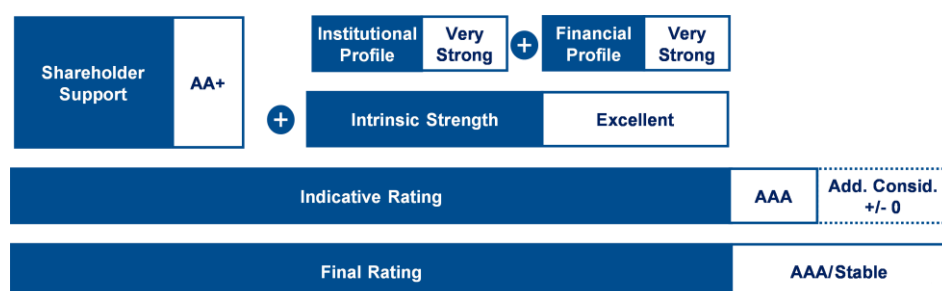 Shareholder
Support
AA+
+
Institutional
Profile
Very
Strong
+
Financial
Profile
Very
Strong
Intrinsic Strength
Excellent
Indicative Rating
AAA
Add. Consid.
+/- 0
Final Rating
AAA/Stable